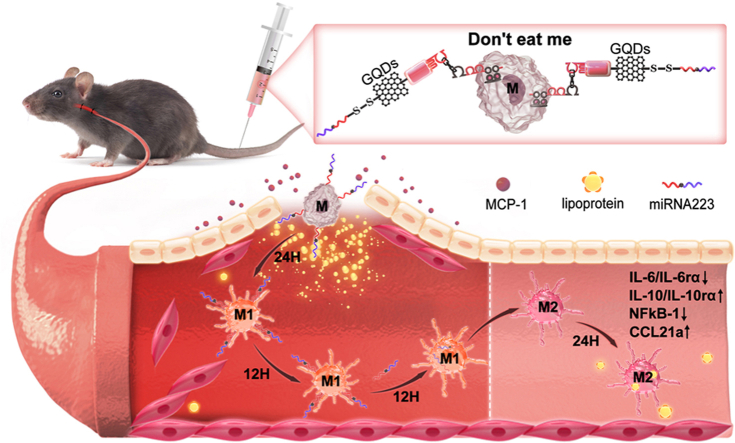 Don't eat me
GQDs
GQDs
M
S
S
S
S
M
MCP-1
lipoprotein
miRNA223
24H
M1
12H
M1
12H
M1
M2
24H
M2
IL-6/IL-6rα↓
IL-10/IL-10rα↑
NFkB-1↓
CCL21a↑